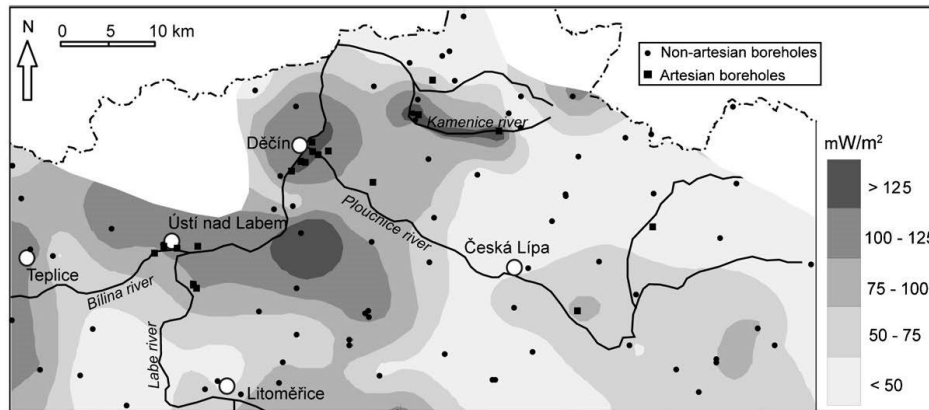 N
0 5 10 km
Non-artesian boreholes
Artesian boreholes
Kamenice river
mW/m²
Děčín
> 125
Ploucnice river
Ústí nad Labem
100 - 125
Česká Lípa
Teplice
75 - 100
Bílina river
50 - 75
Labe river
Litoměřice
< 50